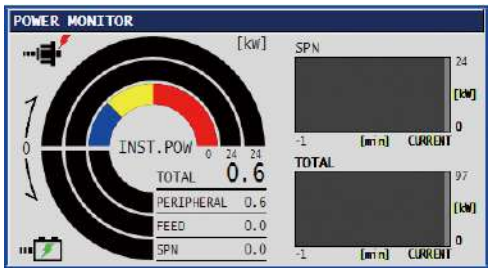 POWER MONITOR
[kW]
0
INST.POW 0 24 24
TOTAL 0.6
PERIPHERAL 0.6
FEED 0.0
SPN 0.0
SPN
24
[kW]
0
-1 [min] CURRENT
TOTAL
97
[kW]
0
-1 [min] CURRENT